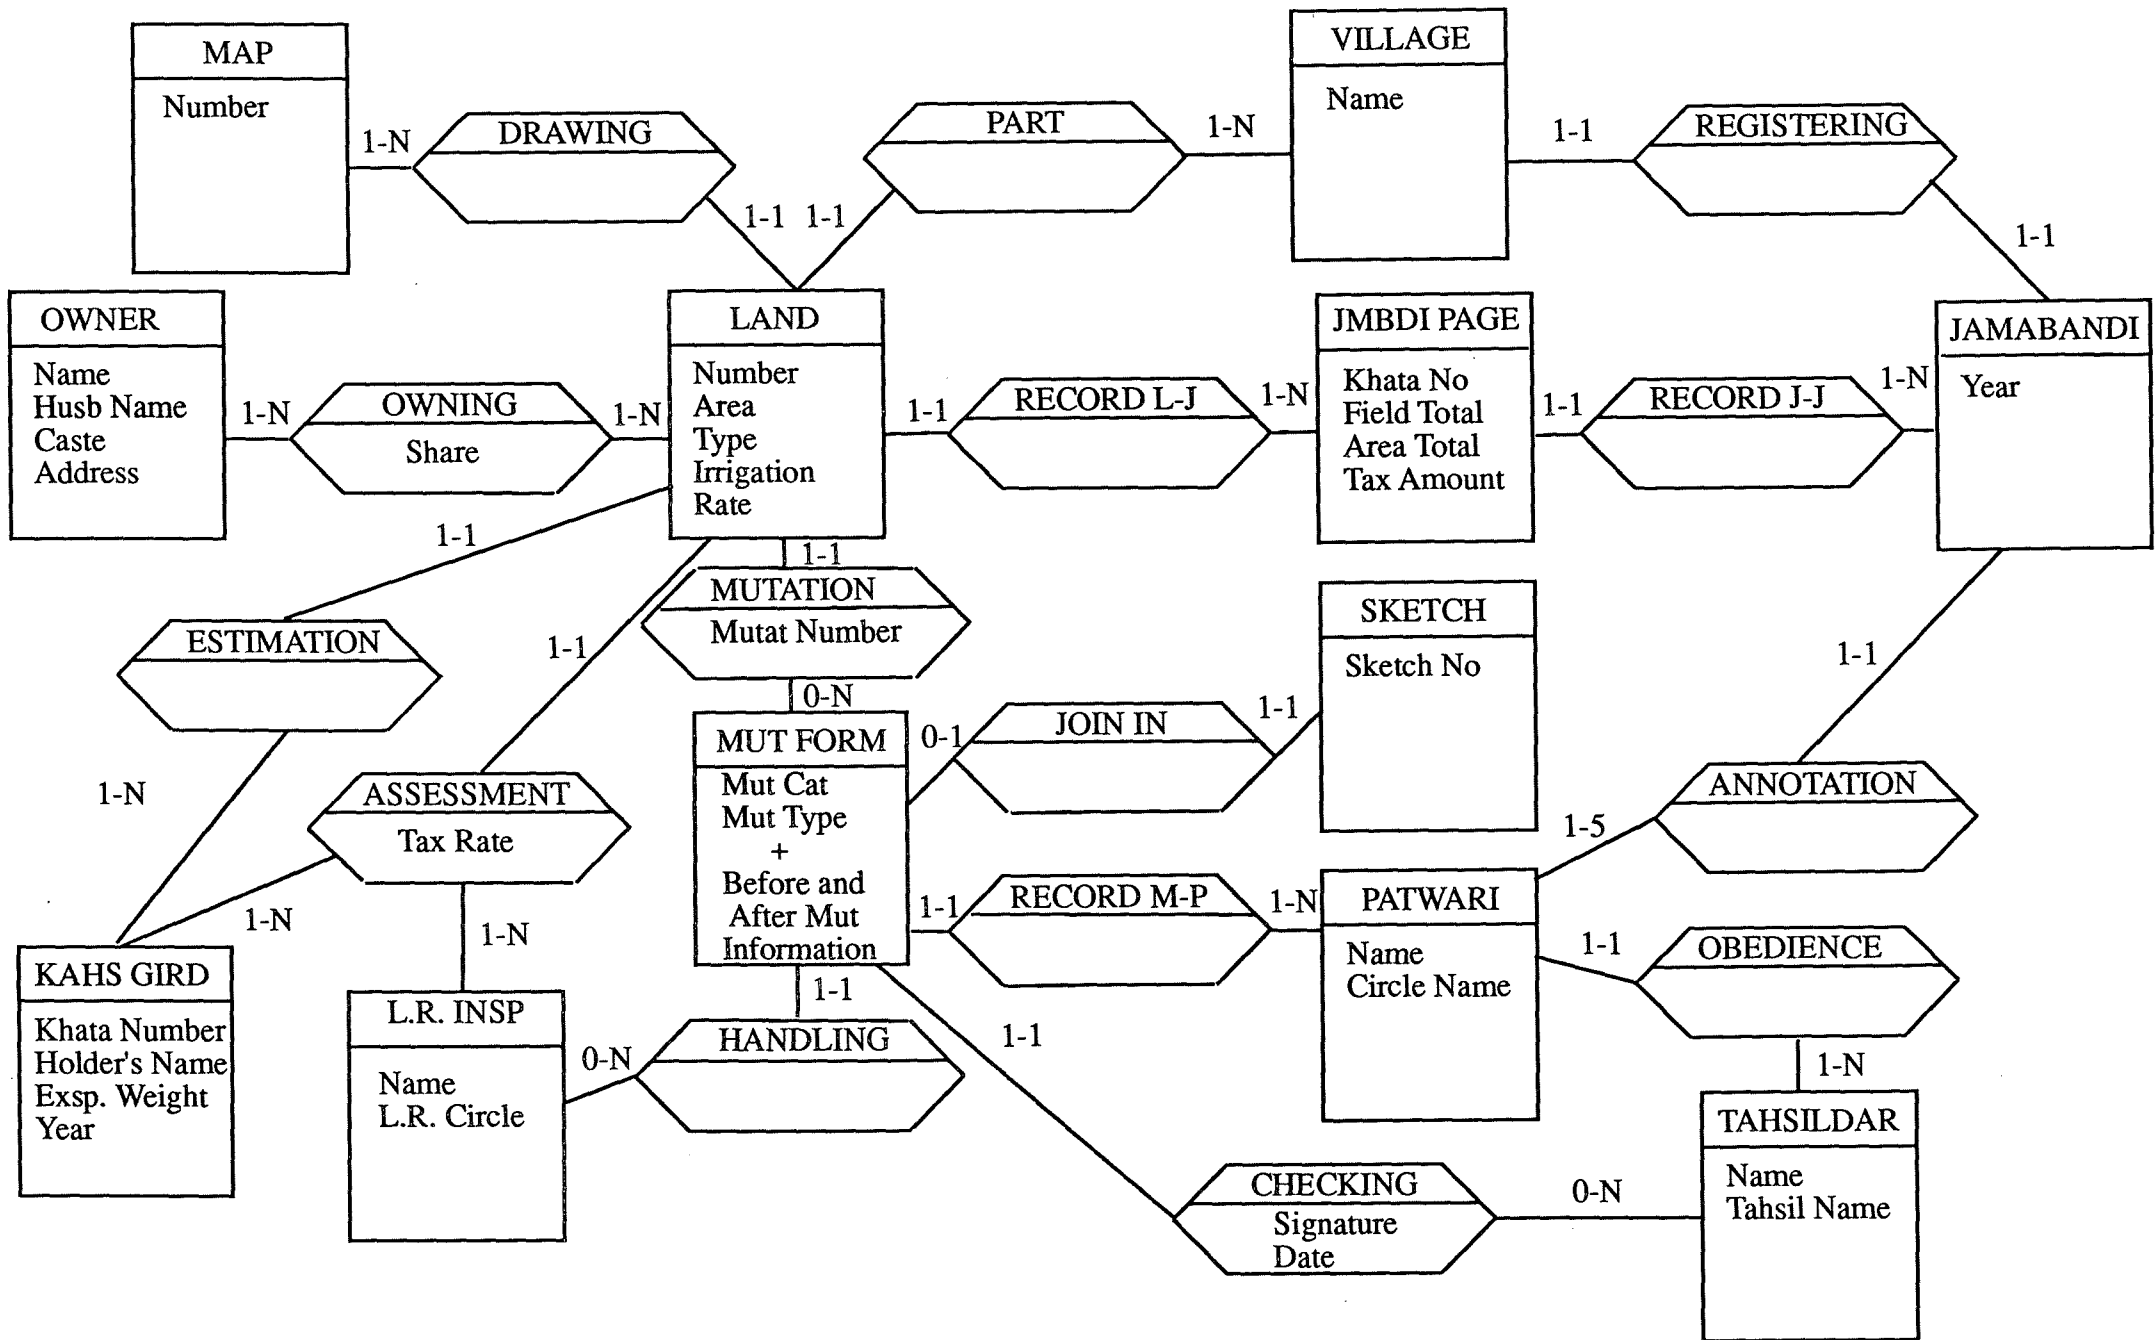 MAP
Number
1-N
DRAWING
1-1
1-1
PART
1-N
VILLAGE
Name
1-1
REGISTERING
1-1
OWNER
Name
Husb Name
Caste
Address
1-N
OWNING
Share
1-N
LAND
Number
Area
Type
Irrigation
Rate
1-1
RECORD L-J
1-N
JMBDI PAGE
Khata No
Field Total
Area Total
Tax Amount
1-1
RECORD J-J
1-N
JAMABANDI
Year
1-1
ESTIMATION
1-N
1-1
ASSESSMENT
Tax Rate
1-N
1-N
1-1
MUTATION
Mutat Number
0-N
MUT FORM
Mut Cat
Mut Type
+
Before and
After Mut
Information
0-1
JOIN IN
1-1
SKETCH
Sketch No
1-1
ANNOTATION
1-5
1-1
RECORD M-P
1-N
PATWARI
Name
Circle Name
1-1
OBEDIENCE
1-N
KAHS GIRD
Khata Number
Holder's Name
Exsp. Weight
Year
L.R. INSP
Name
L.R. Circle
0-N
HANDLING
1-1
1-1
CHECKING
Signature
Date
0-N
TAHSILDAR
Name
Tahsil Name